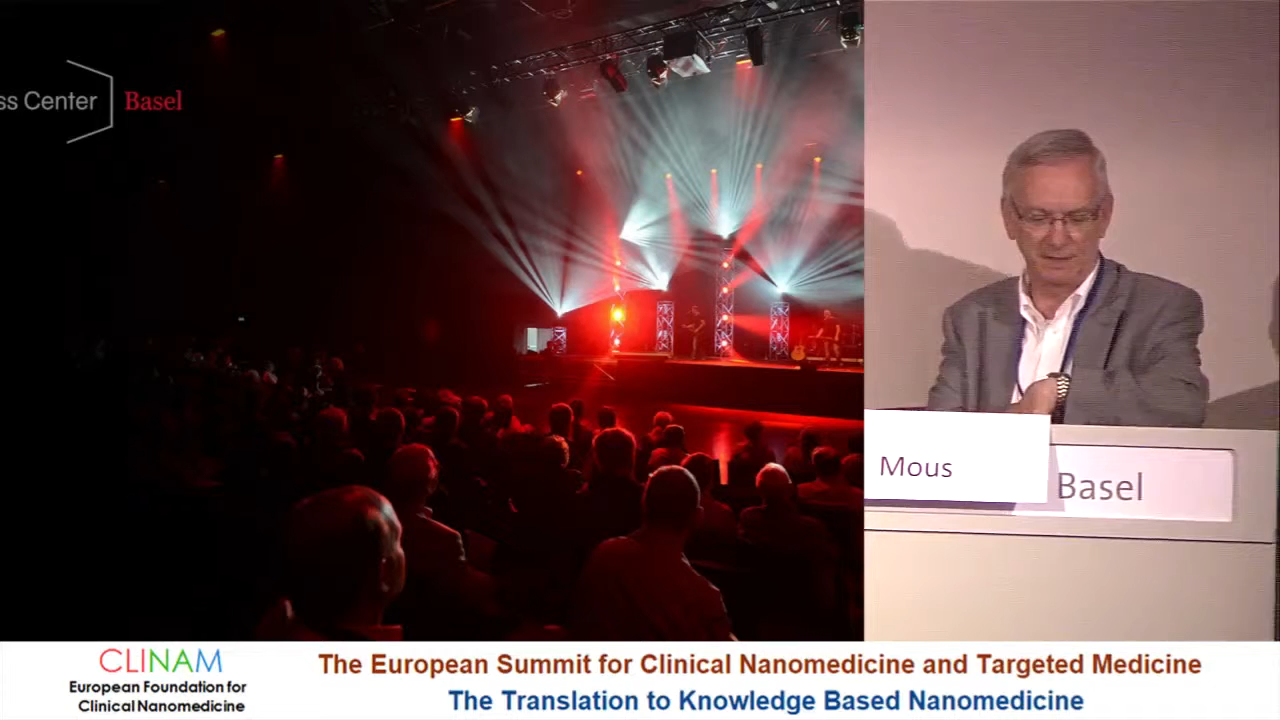 ss Center
Basel
Mous
Basel
CLINAM
European Foundation for
Clinical Nanomedicine
The European Summit for Clinical Nanomedicine and Targeted Medicine
The Translation to Knowledge Based Nanomedicine